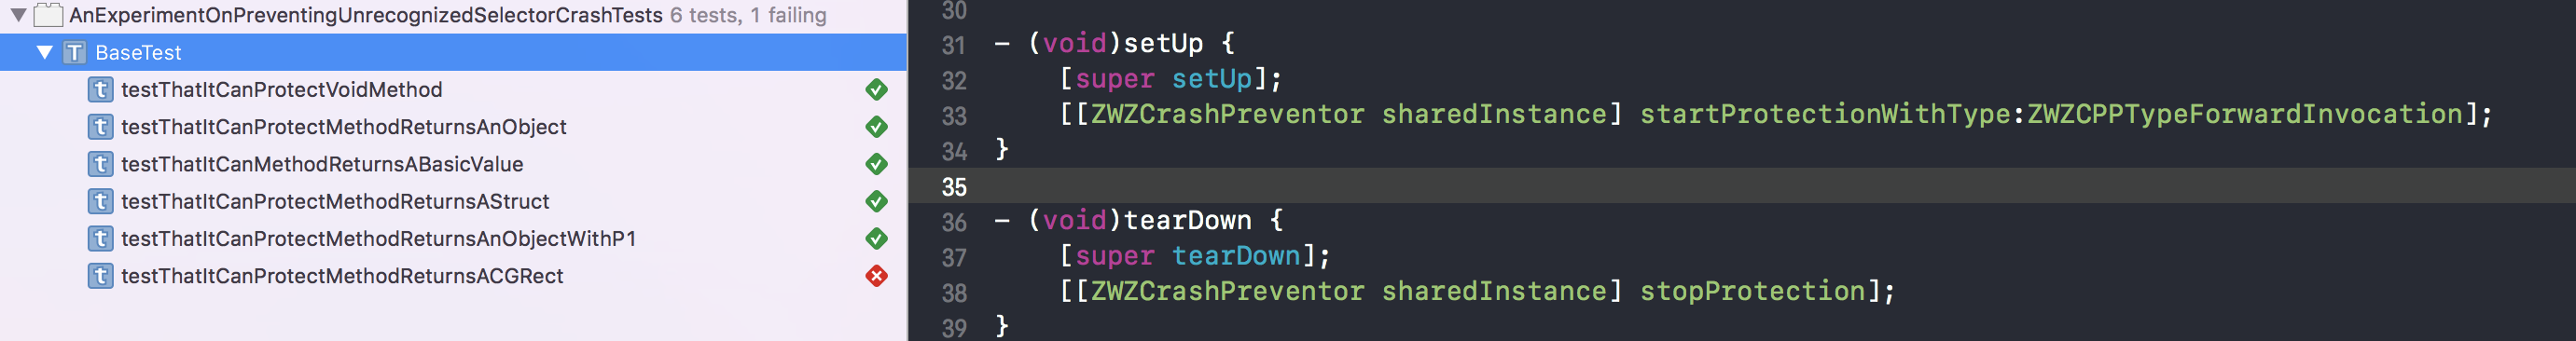 AnExperimentOnPreventingUnrecognizedSelectorCrashTests 6 tests, 1 failing
T BaseTest
t testThatItCanProtectVoidMethod
t testThatItCanProtectMethodReturnsAnObject
t testThatItCanMethodReturnsABasicValue
t testThatItCanProtectMethodReturnsAStruct
t testThatItCanProtectMethodReturnsAnObjectWithP1
t testThatItCanProtectMethodReturnsACGRect
30
31 - (void)setUp {
32 [super setUp];
33 [[ZWZCrashPreventor sharedInstance] startProtectionWithType:ZWZCPPTypeForwardInvocation];
34 }
35
36 - (void)tearDown {
37 [super tearDown];
38 [[ZWZCrashPreventor sharedInstance] stopProtection];
39 }